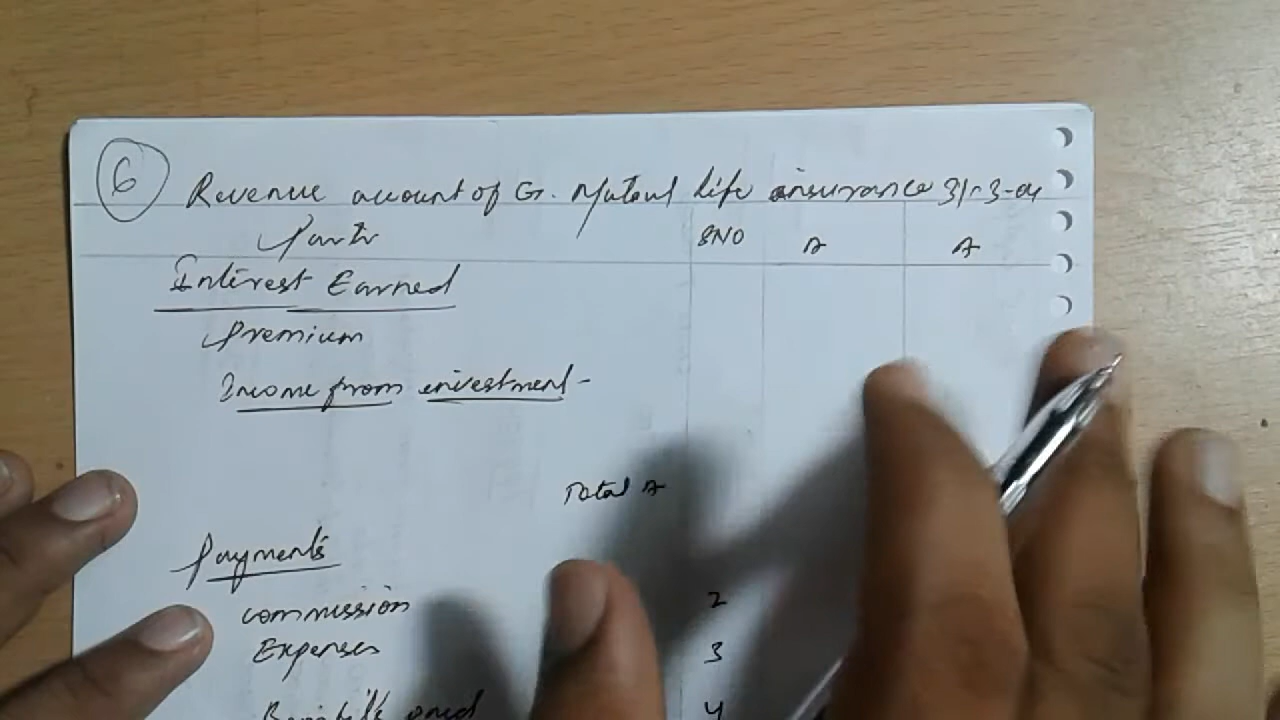 6 Revenue account of G. Mutual life insurance 31-3-04
SNO A A
Interest Earned
Premium
Income from investment -
Total A
Payments
commission 2
Expenses 3
4